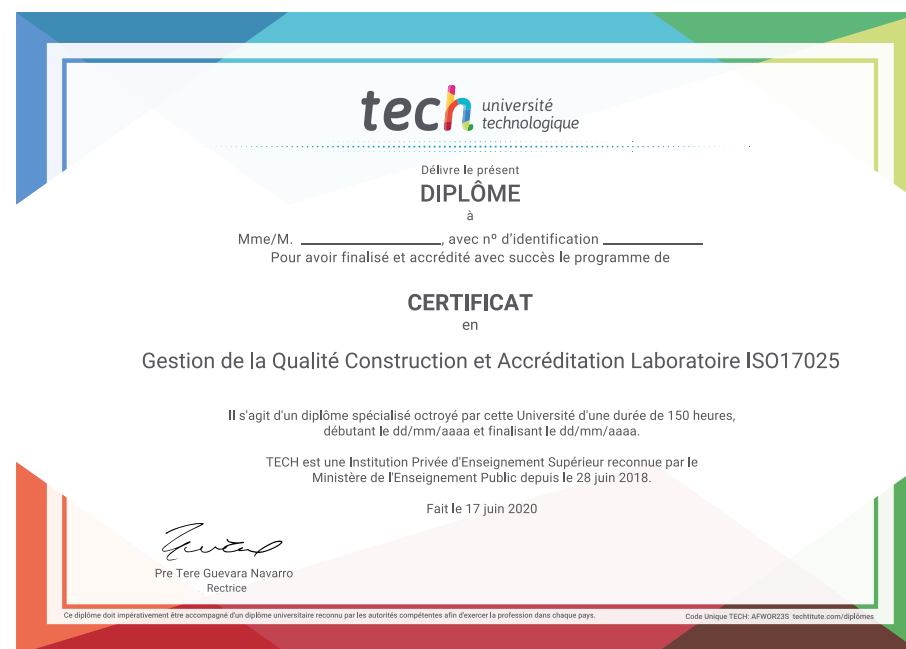 tech université
technologique
Délivre le présent
DIPLÔME
à
Mme/M. ____________________, avec nº d'identification ______________
Pour avoir finalisé et accrédité avec succès le programme de
CERTIFICAT
en
Gestion de la Qualité Construction et Accréditation Laboratoire ISO17025
Il s'agit d'un diplôme spécialisé octroyé par cette Université d'une durée de 150 heures,
débutant le dd/mm/aaaa et finalisant le dd/mm/aaaa.
TECH est une Institution Privée d'Enseignement Supérieur reconnue par le
Ministère de l'Enseignement Public depuis le 28 juin 2018.
Fait le 17 juin 2020
Pre Tere Guevara Navarro
Rectrice
Ce diplôme doit impérativement être accompagné d'un diplôme universitaire reconnu par les autorités compétentes afin d'exercer la profession dans chaque pays.
Code Unique TECH: AFWOR23S techtitute.com/diplômes